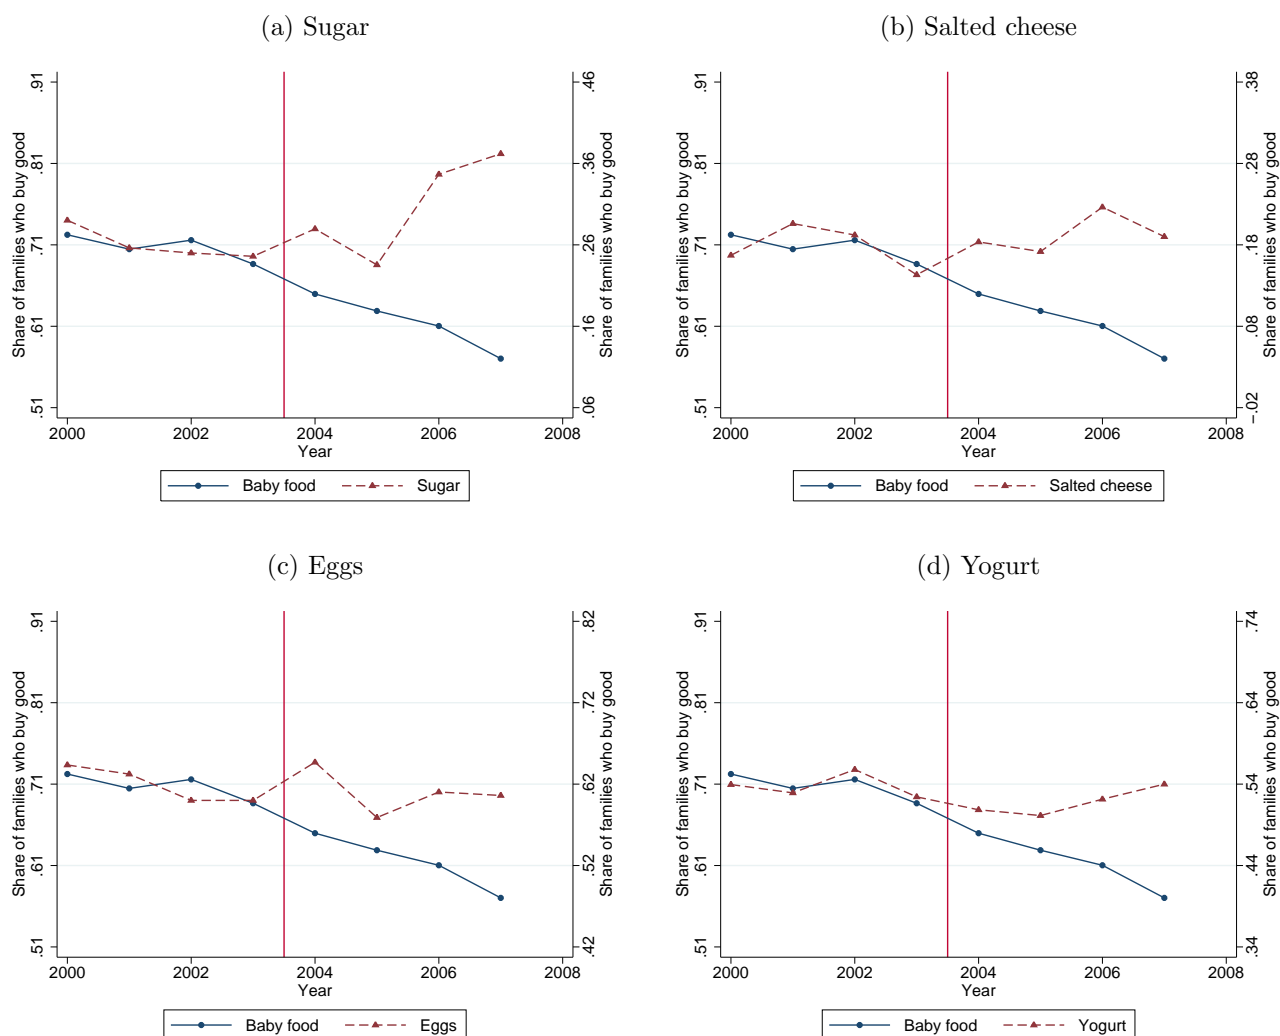 (a) Sugar
Share of families who buy good
.51 .61 .71 .81 .91
.06 .16 .26 .36 .46
Share of families who buy good
2000 2002 2004 2006 2008
Year
Baby food Sugar
(b) Salted cheese
Share of families who buy good
.51 .61 .71 .81 .91
-.02 .08 .18 .28 .38
Share of families who buy good
2000 2002 2004 2006 2008
Year
Baby food Salted cheese
(c) Eggs
Share of families who buy good
.51 .61 .71 .81 .91
.42 .52 .62 .72 .82
Share of families who buy good
2000 2002 2004 2006 2008
Year
Baby food Eggs
(d) Yogurt
Share of families who buy good
.51 .61 .71 .81 .91
.34 .44 .54 .64 .74
Share of families who buy good
2000 2002 2004 2006 2008
Year
Baby food Yogurt